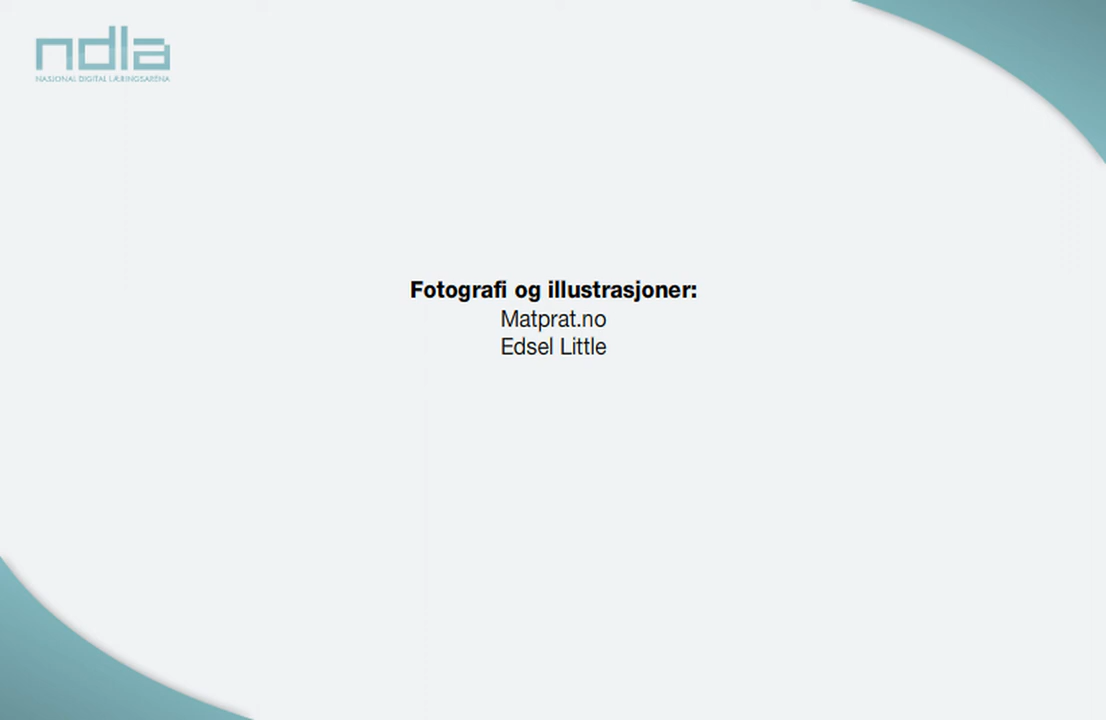 ndla
NASJONAL DIGITAL LÆRINGSARENA
Fotografi og illustrasjoner:
Matprat.no
Edsel Little